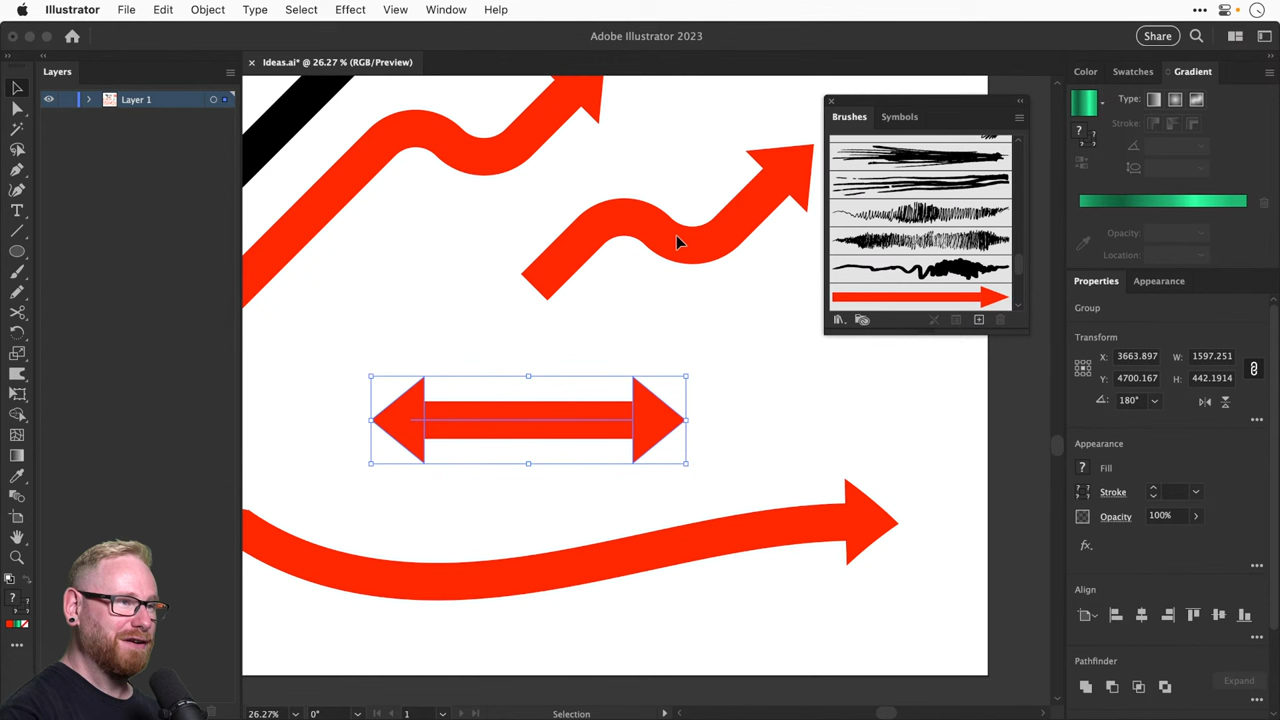 Illustrator File Edit Object Type Select Effect View Window Help
Adobe Illustrator 2023
Share
Layers
Layer 1
× Ideas.ai* @ 26.27 % (RGB/Preview)
Brushes Symbols
Color Swatches Gradient
Type:
Stroke:
Opacity:
Location:
Properties Appearance
Group
Transform
X: 3663.897 W: 1597.251
Y: 4700.167 H: 442.1914
180°
Appearance
? Fill
Stroke
Opacity 100%
fx.
Align
Pathfinder
Expand
26.27% 0° 1 Selection